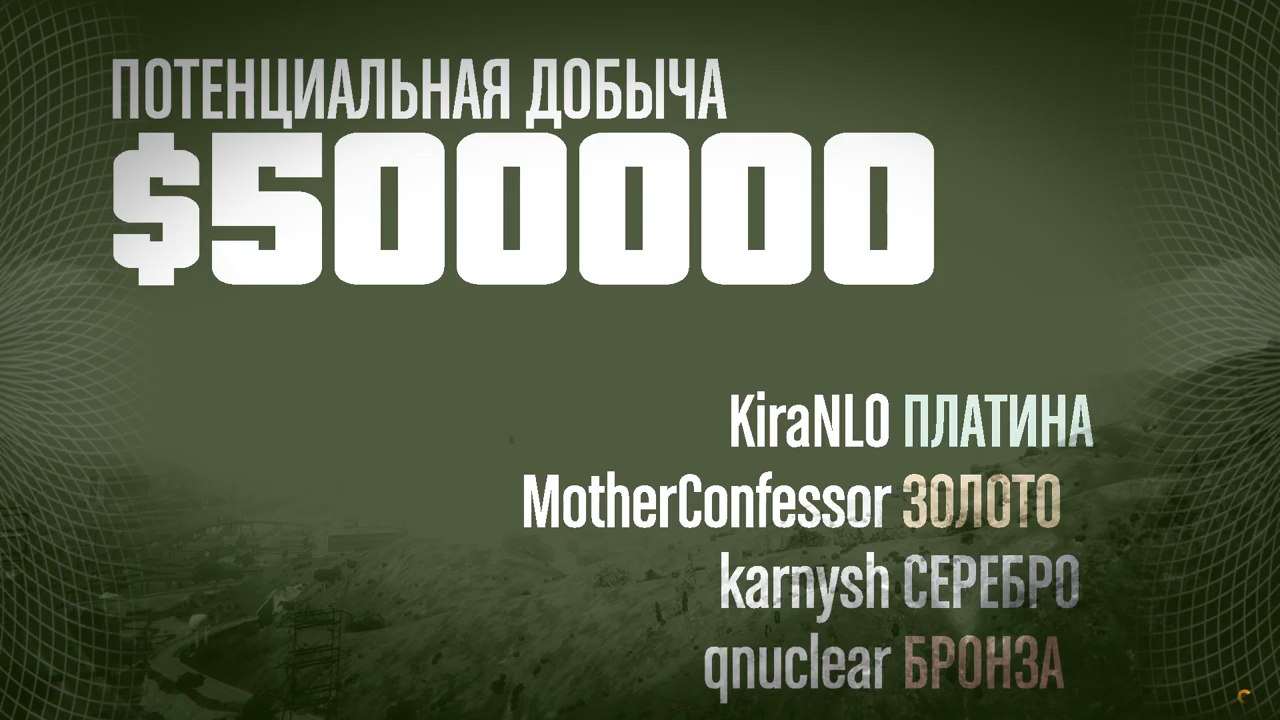 ПОТЕНЦИАЛЬНАЯ ДОБЫЧА
$500000
KiraNLO ПЛАТИНА
MotherConfessor ЗОЛОТО
karnysh СЕРЕБРО
qnuclear БРОНЗА